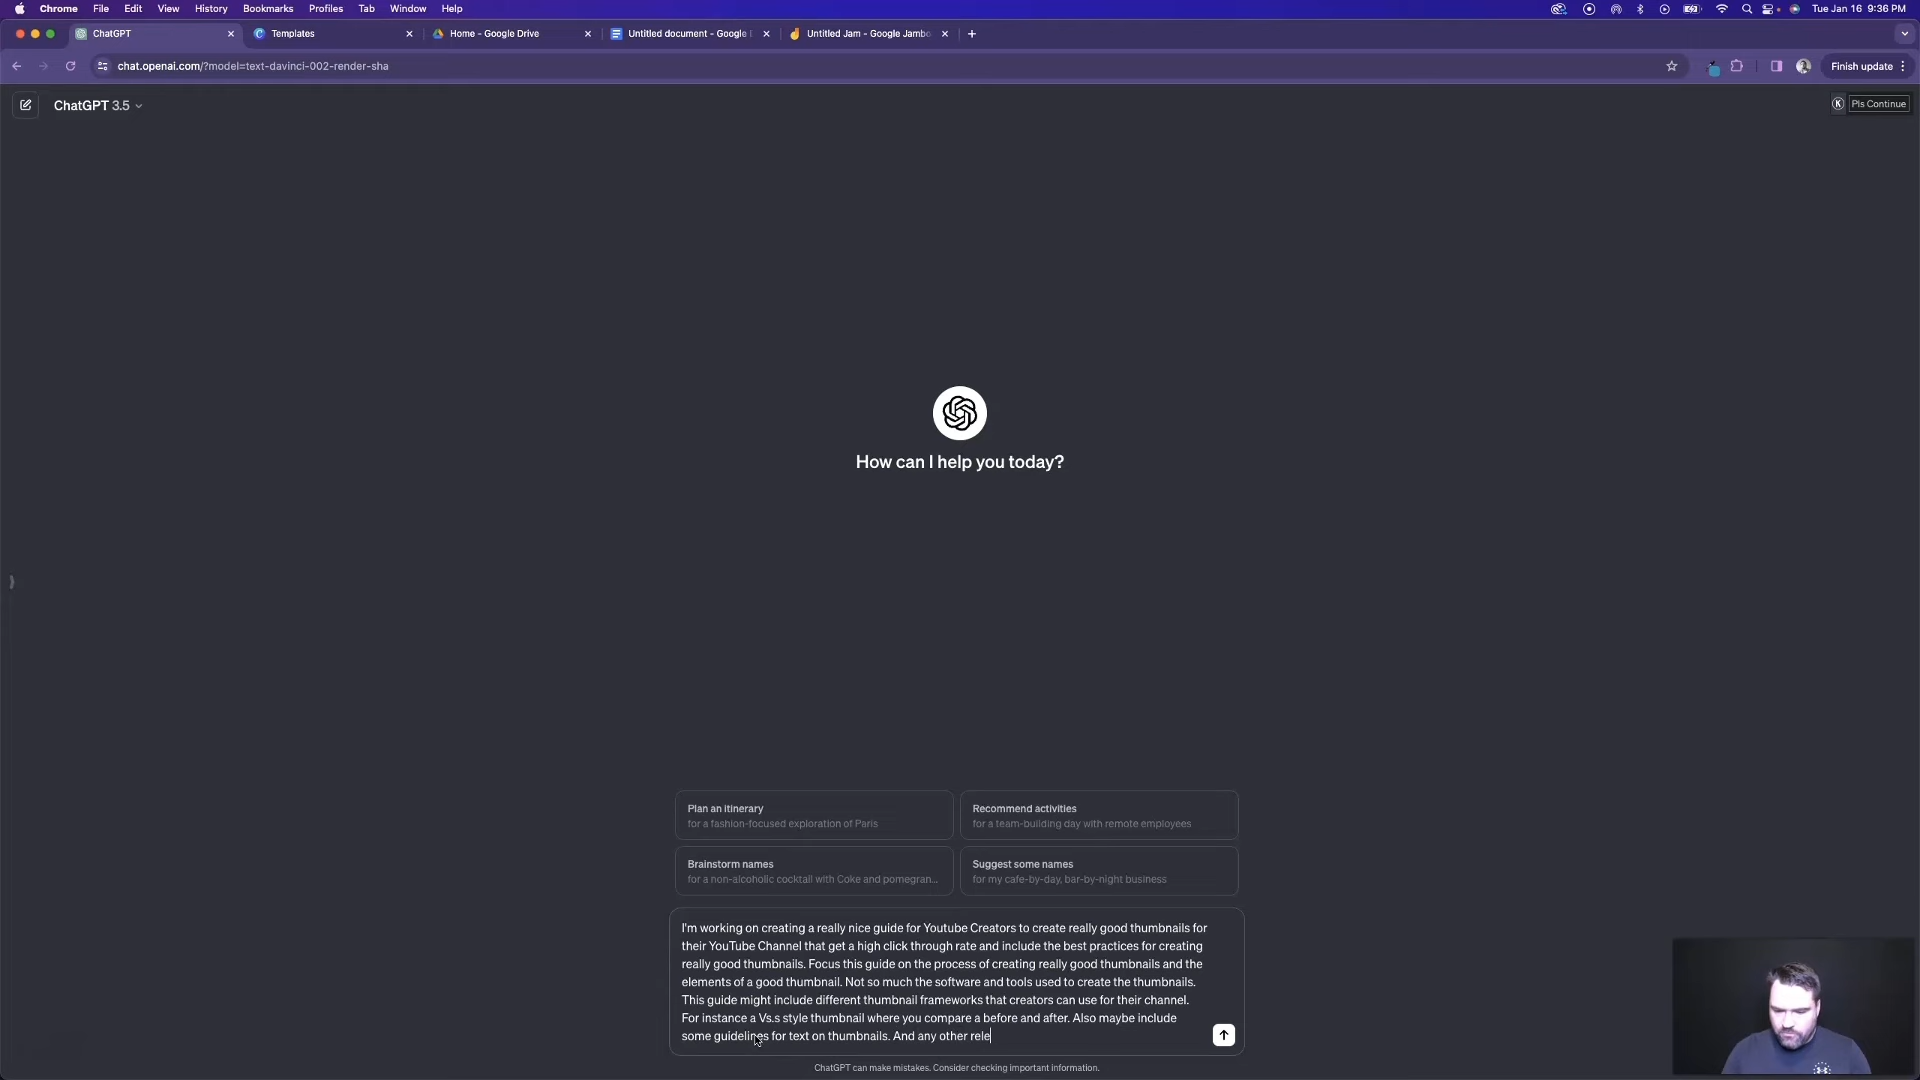 Chrome File Edit View History Bookmarks Profiles Tab Window Help
Tue Jan 16 9:36 PM
ChatGPT
Templates
Home - Google Drive
Untitled document - Google
Untitled Jam - Google Jambo
chat.openai.com/?model=text-davinci-002-render-sha
Finish update
ChatGPT 3.5
K
Pls Continue
How can I help you today?
Plan an itinerary
for a fashion-focused exploration of Paris
Recommend activities
for a team-building day with remote employees
Brainstorm names
for a non-alcoholic cocktail with Coke and pomegran...
Suggest some names
for my cafe-by-day, bar-by-night business
I'm working on creating a really nice guide for Youtube Creators to create really good thumbnails for
their YouTube Channel that get a high click through rate and include the best practices for creating
really good thumbnails. Focus this guide on the process of creating really good thumbnails and the
elements of a good thumbnail. Not so much the software and tools used to create the thumbnails.
This guide might include different thumbnail frameworks that creators can use for their channel.
For instance a Vs.s style thumbnail where you compare a before and after. Also maybe include
some guidelines for text on thumbnails. And any other rele
ChatGPT can make mistakes. Consider checking important information.